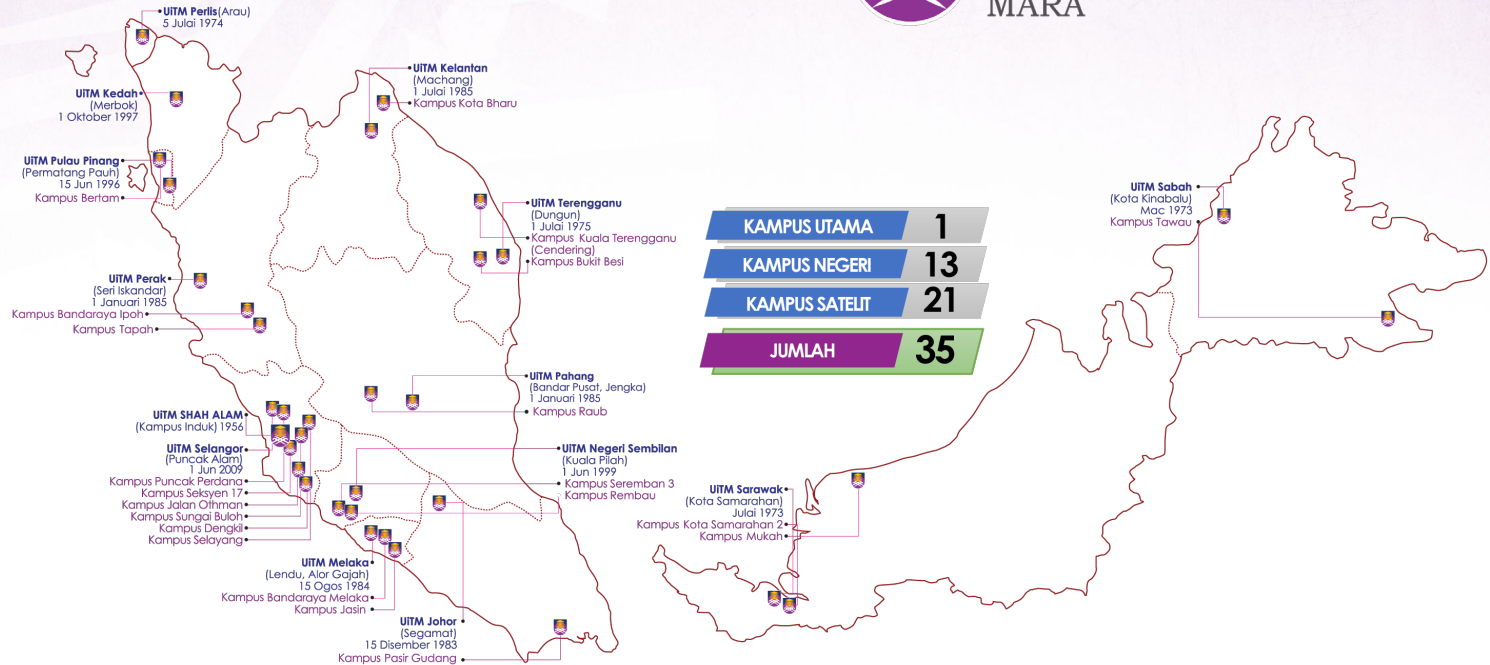 MARA
UiTM Perlis(Arau)
5 Julai 1974
UiTM Kedah
(Merbok)
1 Oktober 1997
UiTM Pulau Pinang
(Permatang Pauh)
15 Jun 1996
Kampus Bertam
UiTM Perak
(Seri Iskandar)
1 Januari 1985
Kampus Bandaraya Ipoh
Kampus Tapah
UiTM SHAH ALAM
(Kampus Induk) 1956
UiTM Selangor
(Puncak Alam)
1 Jun 2009
Kampus Puncak Perdana
Kampus Seksyen 17
Kampus Jalan Othman
Kampus Sungai Buloh
Kampus Dengkil
Kampus Selayang
UiTM Melaka
(Lendu, Alor Gajah)
15 Ogos 1984
Kampus Bandaraya Melaka
Kampus Jasin
UiTM Johor
(Segamat)
15 Disember 1983
Kampus Pasir Gudang
UiTM Kelantan
(Machang)
1 Julai 1985
Kampus Kota Bharu
UiTM Terengganu
(Dungun)
1 Julai 1975
Kampus Kuala Terengganu
(Cendering)
Kampus Bukit Besi
UiTM Pahang
(Bandar Pusat, Jengka)
1 Januari 1985
Kampus Raub
UiTM Negeri Sembilan
(Kuala Pilah)
1 Jun 1999
Kampus Seremban 3
Kampus Rembau
KAMPUS UTAMA 1
KAMPUS NEGERI 13
KAMPUS SATELIT 21
JUMLAH 35
UiTM Sabah
(Kota Kinabalu)
Mac 1973
Kampus Tawau
UiTM Sarawak
(Kota Samarahan)
Julai 1973
Kampus Kota Samarahan 2
Kampus Mukah